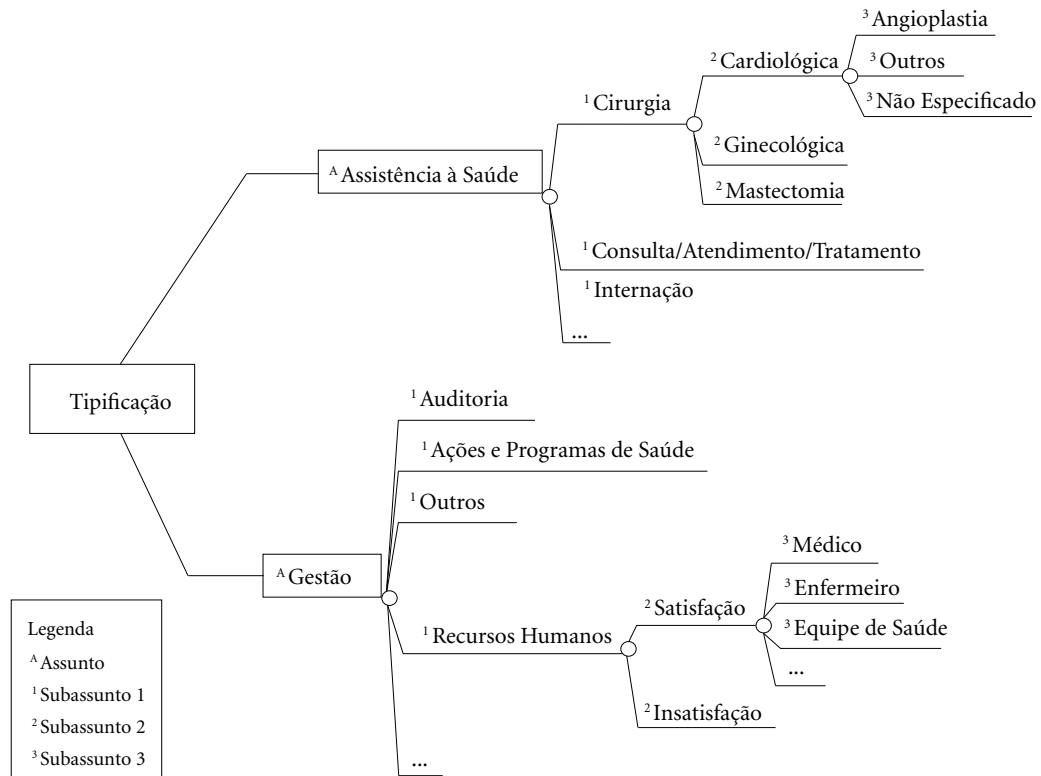 ³ Angioplastia
² Cardiológica
³ Outros
³ Não Especificado
¹ Cirurgia
² Ginecológica
² Mastectomia
ᴬ Assistência à Saúde
¹ Consulta/Atendimento/Tratamento
¹ Internação
...
Tipificação
¹ Auditoria
¹ Ações e Programas de Saúde
¹ Outros
ᴬ Gestão
¹ Recursos Humanos
² Satisfação
³ Médico
³ Enfermeiro
³ Equipe de Saúde
...
² Insatisfação
...
Legenda
ᴬ Assunto
¹ Subassunto 1
² Subassunto 2
³ Subassunto 3